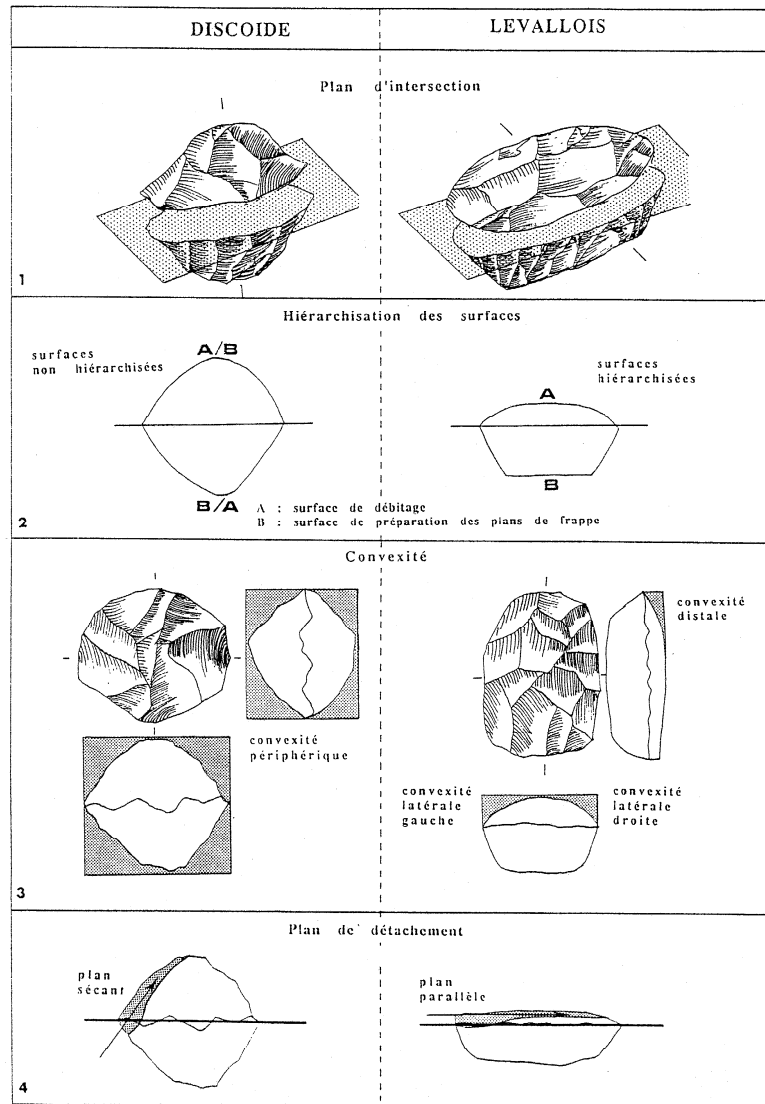 DISCOIDE
LEVALLOIS
Plan d'intersection
1
Hiérarchisation des surfaces
surfaces
non hiérarchisées
A/B
B/A
surfaces
hiérarchisées
A
B
A : surface de débitage
B : surface de préparation des plans de frappe
2
Convexité
convexité
périphérique
convexité
distale
convexité
latérale
gauche
convexité
latérale
droite
3
Plan de détachement
plan
sécant
plan
parallèle
4